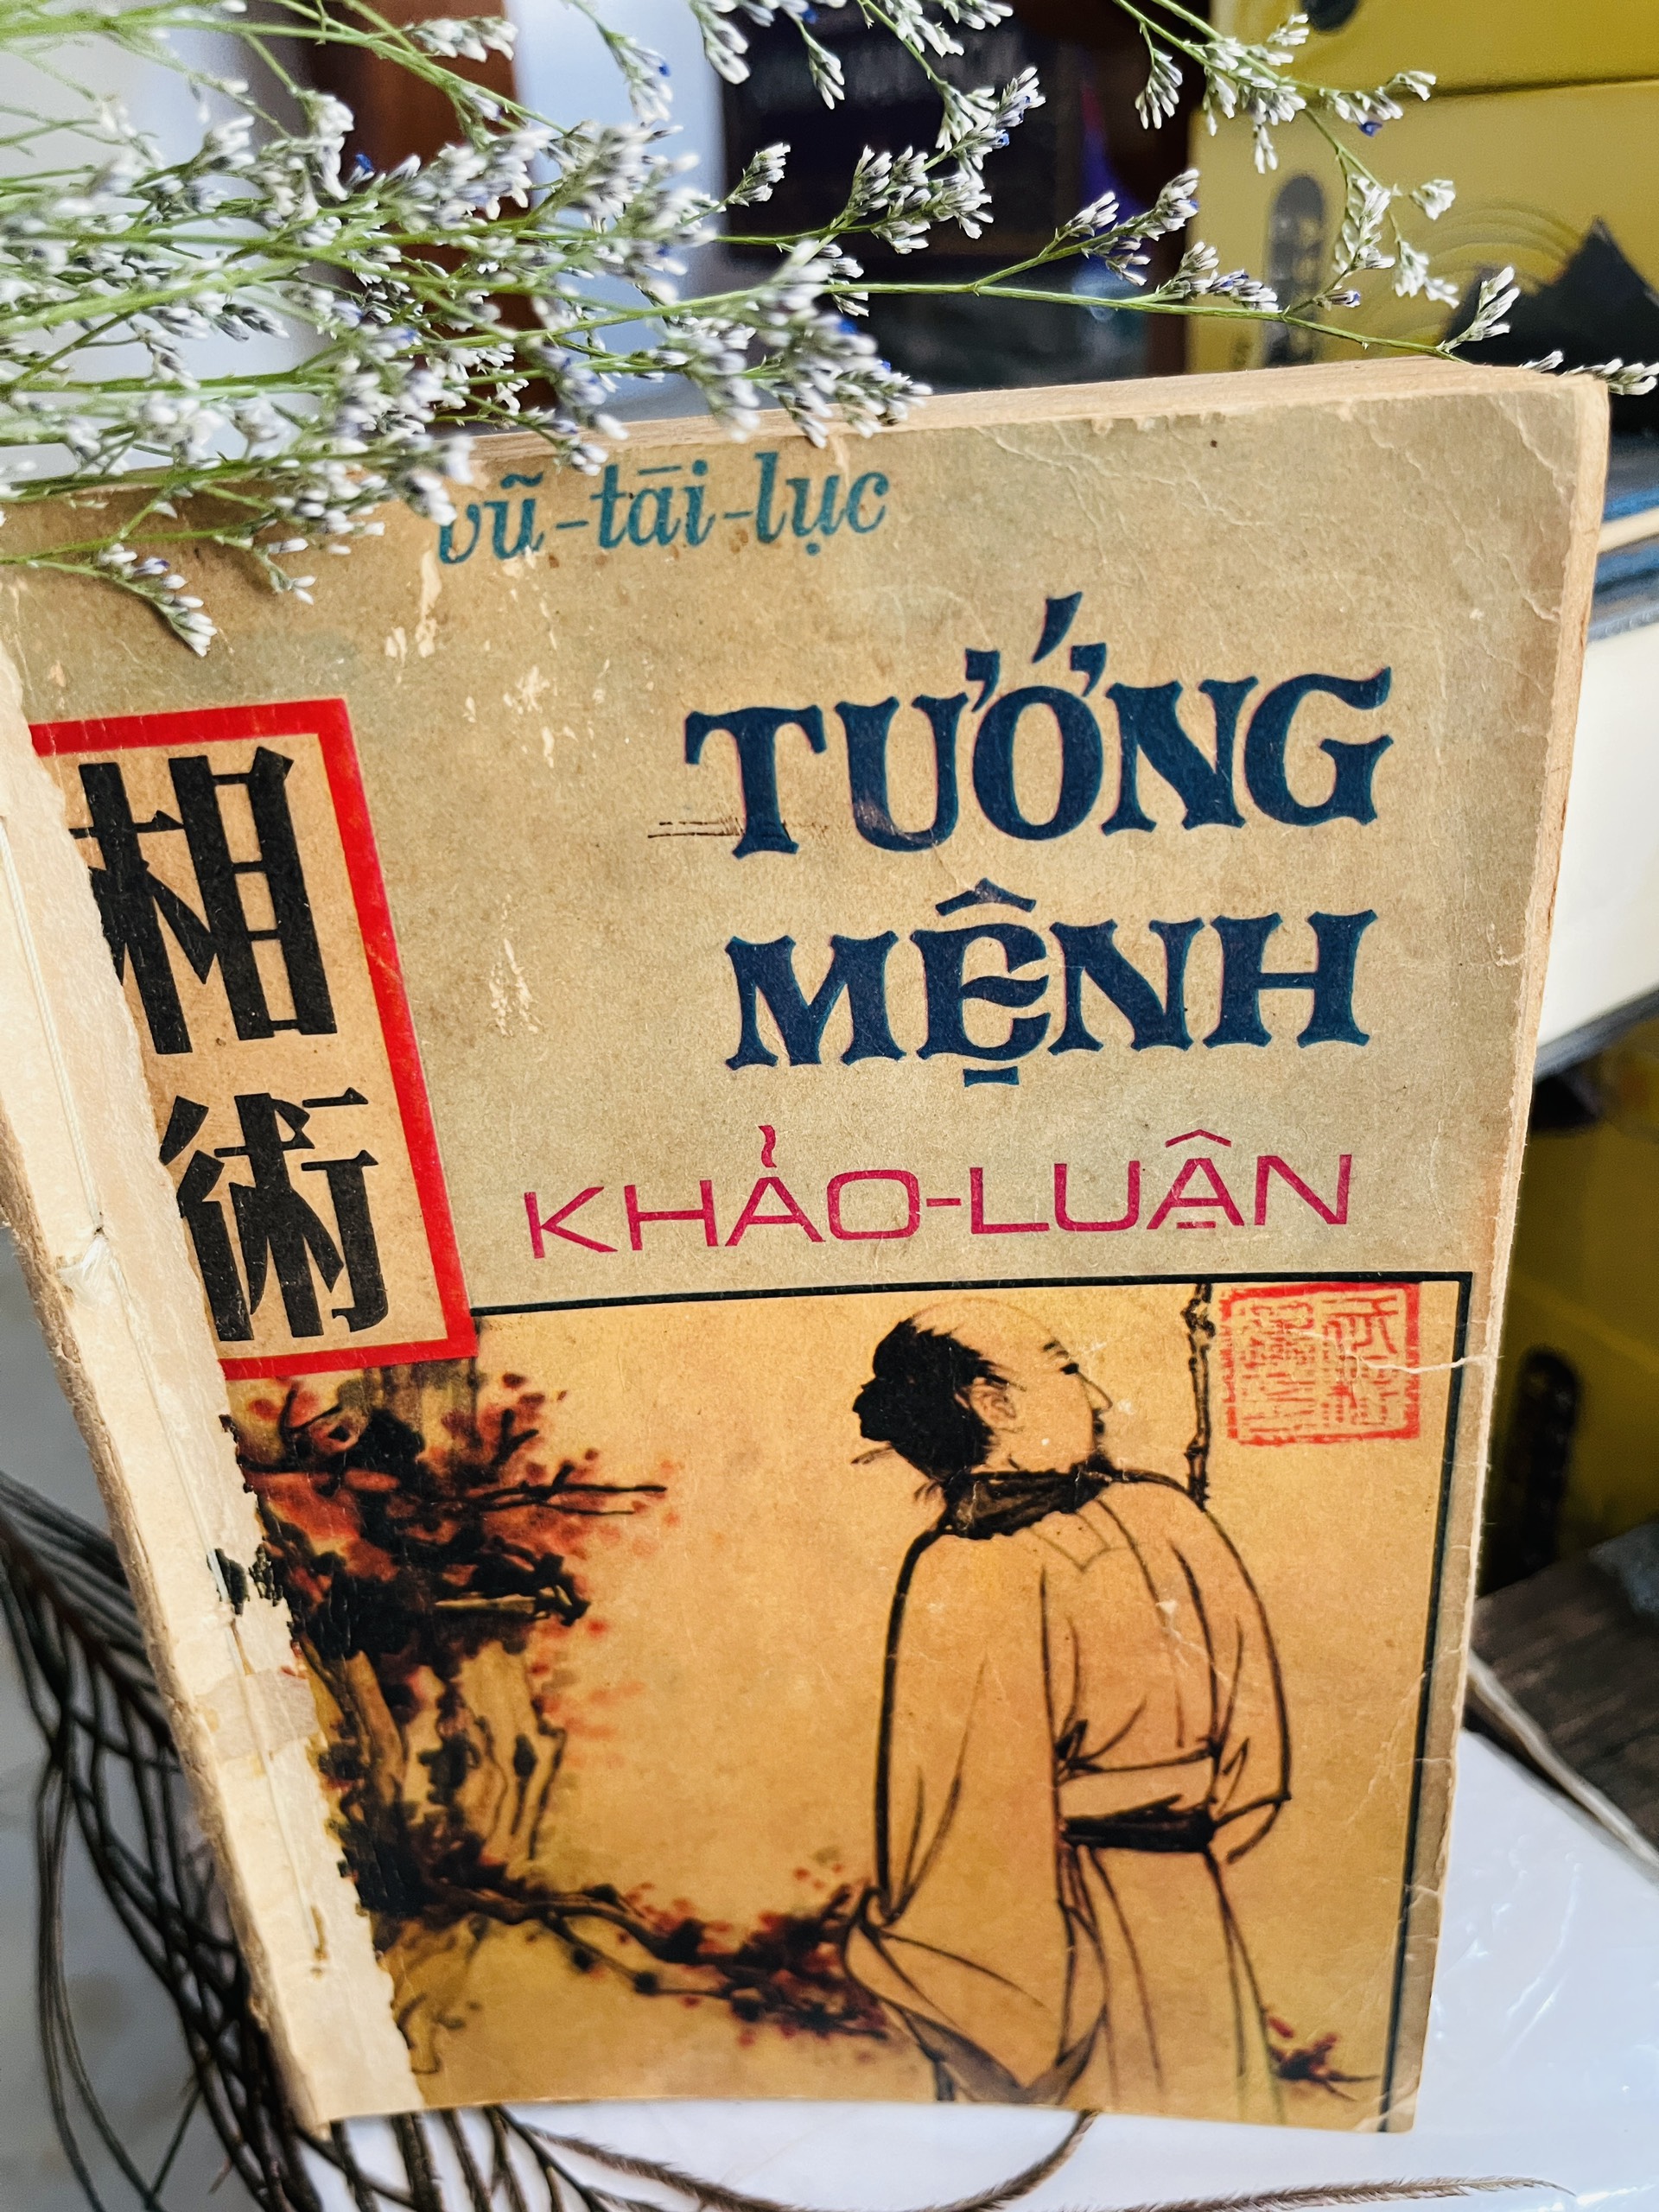 vũ-tài-lục
TƯỚNG
MỆNH
KHẢO-LUẬN
相
術